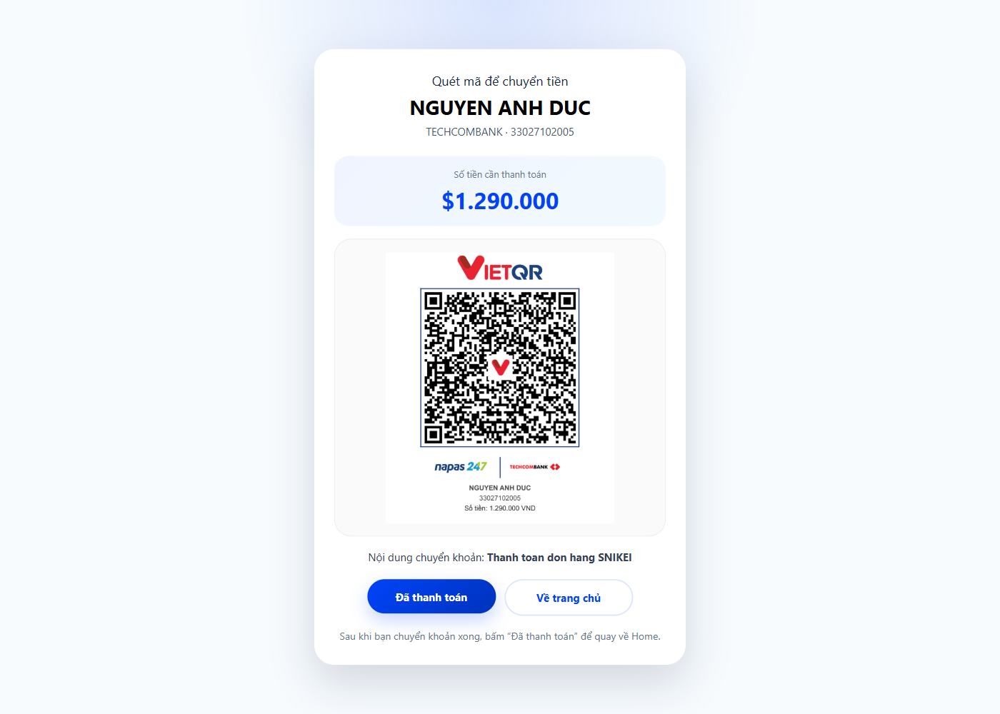 Quét mã để chuyển tiền
NGUYEN ANH DUC
TECHCOMBANK · 33027102005
Số tiền cần thanh toán
$1.290.000
VIETQR
napas 247
TECHCOMBANK
NGUYEN ANH DUC
33027102005
Số tiền: 1.290.000 VND
Nội dung chuyển khoản: Thanh toan don hang SNIKEI
Đã thanh toán
Về trang chủ
Sau khi bạn chuyển khoản xong, bấm “Đã thanh toán” để quay về Home.